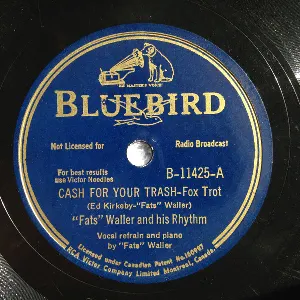 "HIS MASTER'S VOICE"
BLUEBIRD
Not Licensed for Radio Broadcast
For best results
use Victor Needles
B-11425-A
CASH FOR YOUR TRASH-Fox Trot
(Ed Kirkeby-"Fats" Waller)
"Fats" Waller and his Rhythm
Vocal refrain and piano
by "Fats" Waller
Licensed under Canadian Patent No.
RCA Victor Company Limited Montreal, Canada.